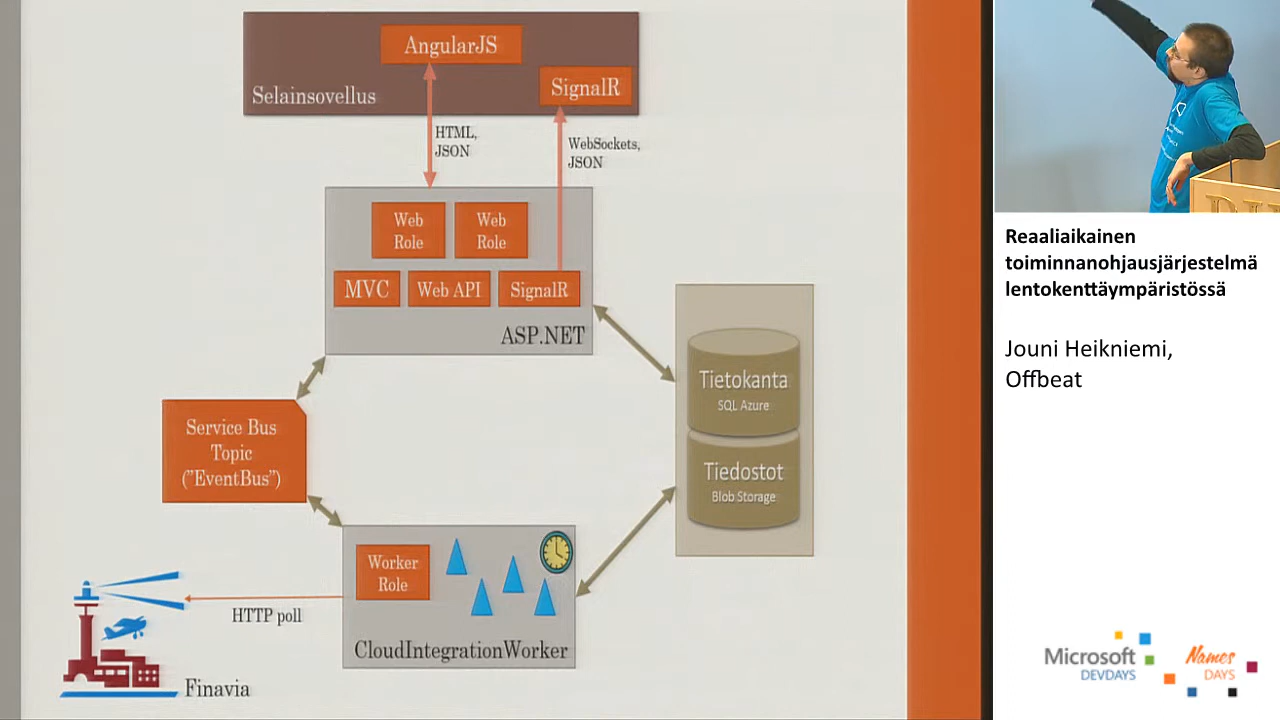 AngularJS
SignalR
Selainsovellus
HTML,
JSON
WebSockets,
JSON
Web
Role
Web
Role
MVC
Web API
SignalR
ASP.NET
Tietokanta
SQL Azure
Tiedostot
Blob Storage
Service Bus
Topic
("EventBus")
Worker
Role
CloudIntegrationWorker
HTTP poll
Finavia
Reaaliaikainen
toiminnanohjausjärjestelmä
lentokenttäympäristössä
Jouni Heikniemi,
Offbeat
Microsoft
DEVDAYS
Names
DAYS